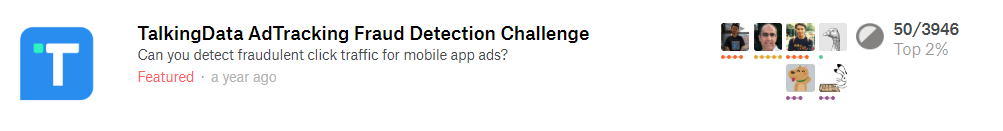 T
TalkingData AdTracking Fraud Detection Challenge
Can you detect fraudulent click traffic for mobile app ads?
Featured · a year ago
50/3946
Top 2%